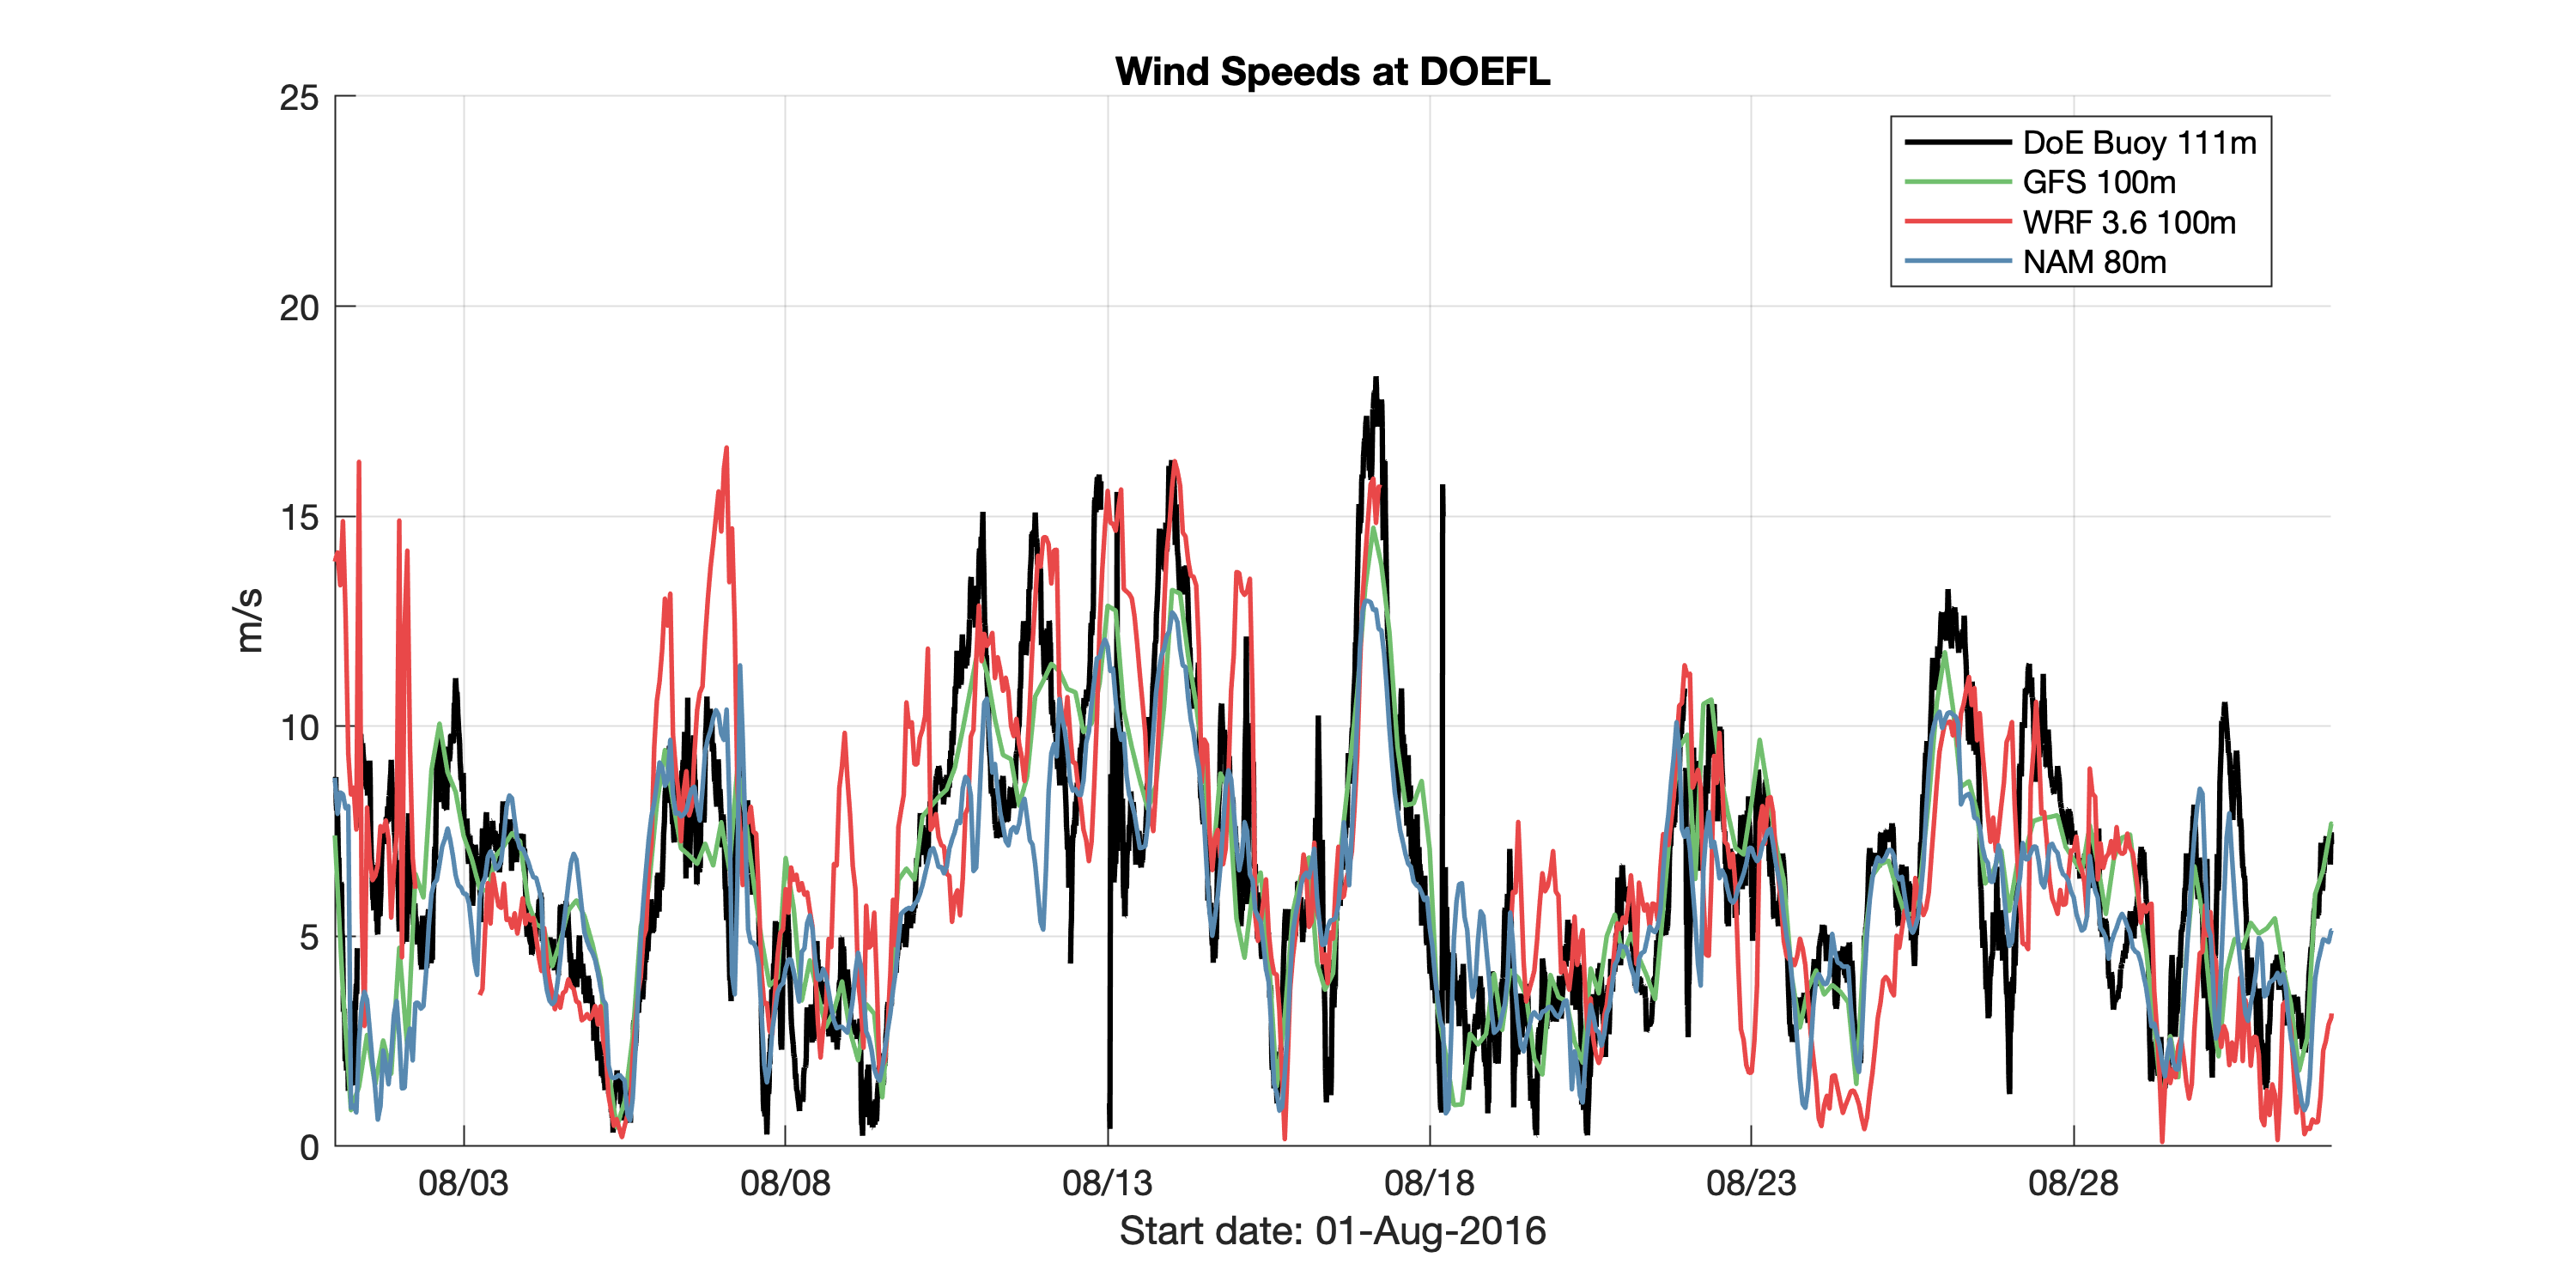 Wind Speeds at DOEFL
25
20
15
10
5
0
m/s
DoE Buoy 111m
GFS 100m
WRF 3.6 100m
NAM 80m
08/03 08/08 08/13 08/18 08/23 08/28
Start date: 01-Aug-2016